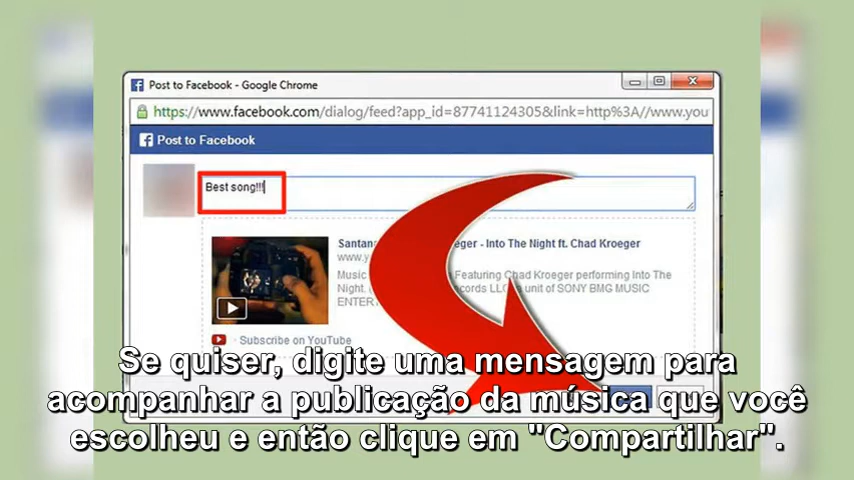 Post to Facebook - Google Chrome
https://www.facebook.com/dialog/feed?app_id=87741124305&link=http%3A//www.you
Post to Facebook
Best song!!!
Santan eger - Into The Night ft. Chad Kroeger
www.y
Music Featuring Chad Kroeger performing Into The
Night. ecords LL unit of SONY BMG MUSIC
ENTER
· Subscribe on YouTube
Se quiser, digite uma mensagem para
acompanhar a publicação da música que você
escolheu e então clique em "Compartilhar".